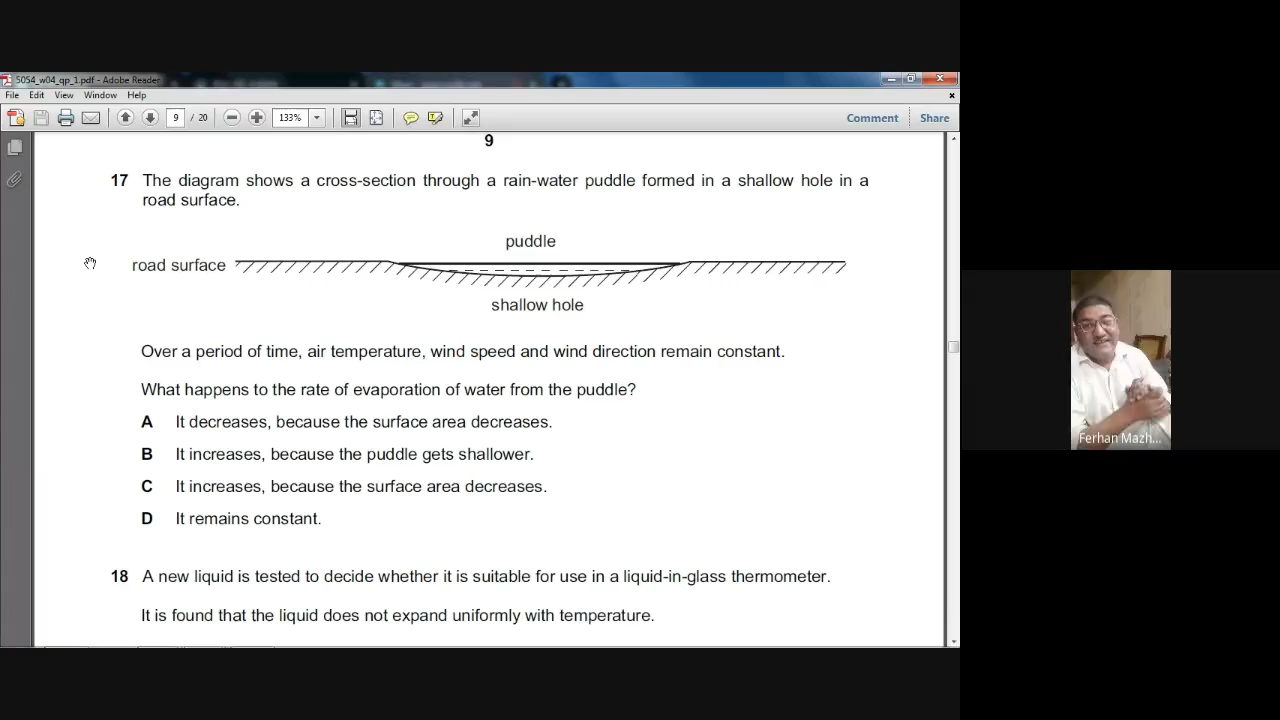 5054_w04_qp_1.pdf - Adobe Reader
File Edit View Window Help
9 / 20 133% Comment Share
9
17 The diagram shows a cross-section through a rain-water puddle formed in a shallow hole in a
road surface.
puddle
road surface
shallow hole
Over a period of time, air temperature, wind speed and wind direction remain constant.
What happens to the rate of evaporation of water from the puddle?
A It decreases, because the surface area decreases.
B It increases, because the puddle gets shallower.
C It increases, because the surface area decreases.
D It remains constant.
18 A new liquid is tested to decide whether it is suitable for use in a liquid-in-glass thermometer.
It is found that the liquid does not expand uniformly with temperature.
Ferhan Mazh...